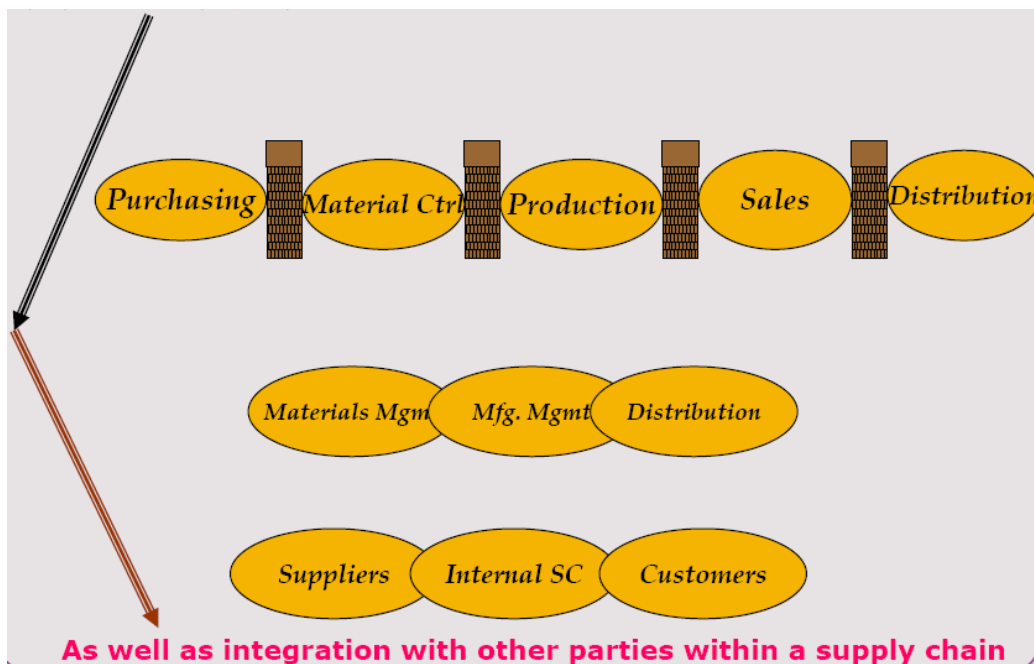 Purchasing
Material Ctrl
Production
Sales
Distribution
Materials Mgm
Mfg. Mgmt
Distribution
Suppliers
Internal SC
Customers
As well as integration with other parties within a supply chain